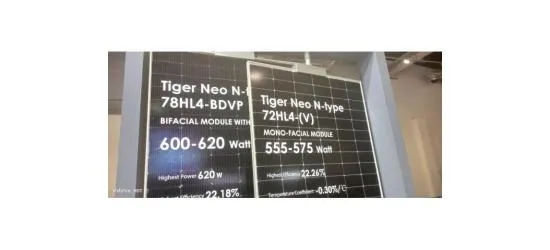 Tiger Neo N-t
78HL4-BDVP
BIFACIAL MODULE WITH
600-620 Watt
Highest Power 620 W
Efficiency 22.18%
Tiger Neo N-type
72HL4-(V)
MONO-FACIAL MODULE
555-575 Watt
Highest Efficiency 22.26%
Temperature Coefficient -0.30%/°C